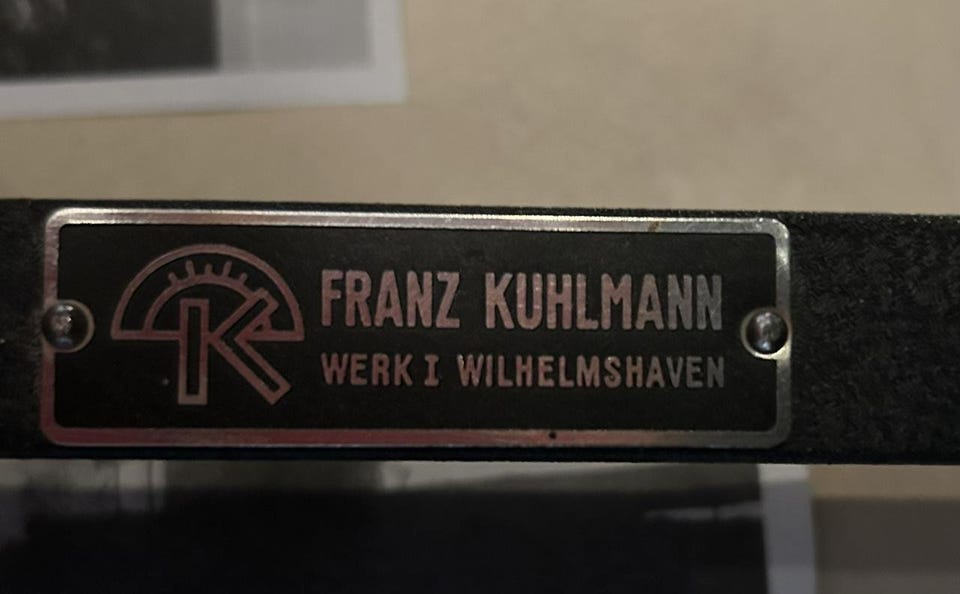 K
FRANZ KUHLMANN
WERK I WILHELMSHAVEN